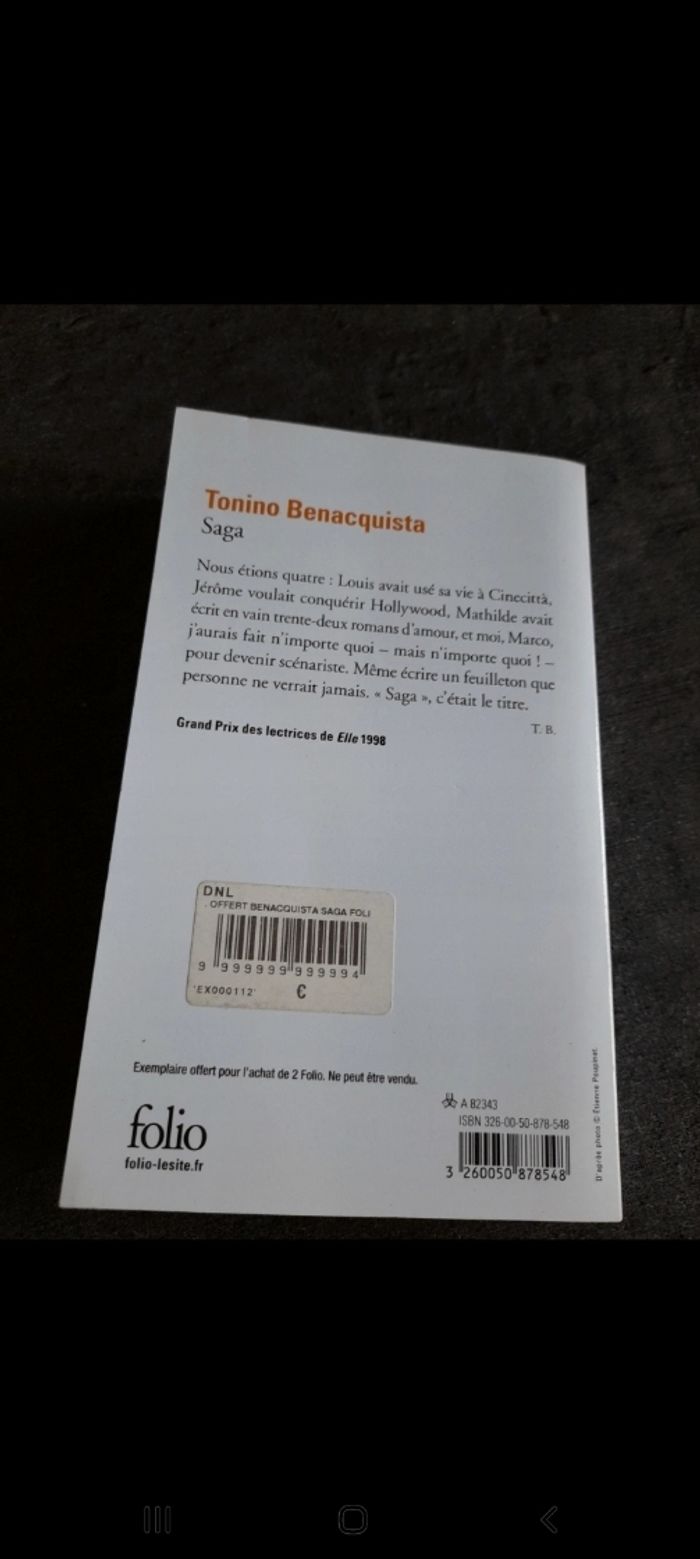 Tonino Benacquista
Saga
Nous étions quatre : Louis avait usé sa vie à Cinecittà,
Jérôme voulait conquérir Hollywood, Mathilde avait
écrit en vain trente-deux romans d'amour, et moi, Marco,
j'aurais fait n'importe quoi – mais n'importe quoi ! –
pour devenir scénariste. Même écrire un feuilleton que
personne ne verrait jamais. « Saga », c'était le titre.
T. B.
Grand Prix des lectrices de Elle 1998
DNL
. OFFERT BENACQUISTA SAGA FOLI
9 999999 999994
'EX000112'
€
Exemplaire offert pour l'achat de 2 Folio. Ne peut être vendu.
folio
folio-lesite.fr
A 82343
ISBN 326-00-50-878-548
3 260050 878548
D'après photo © Étienne Poupinet.